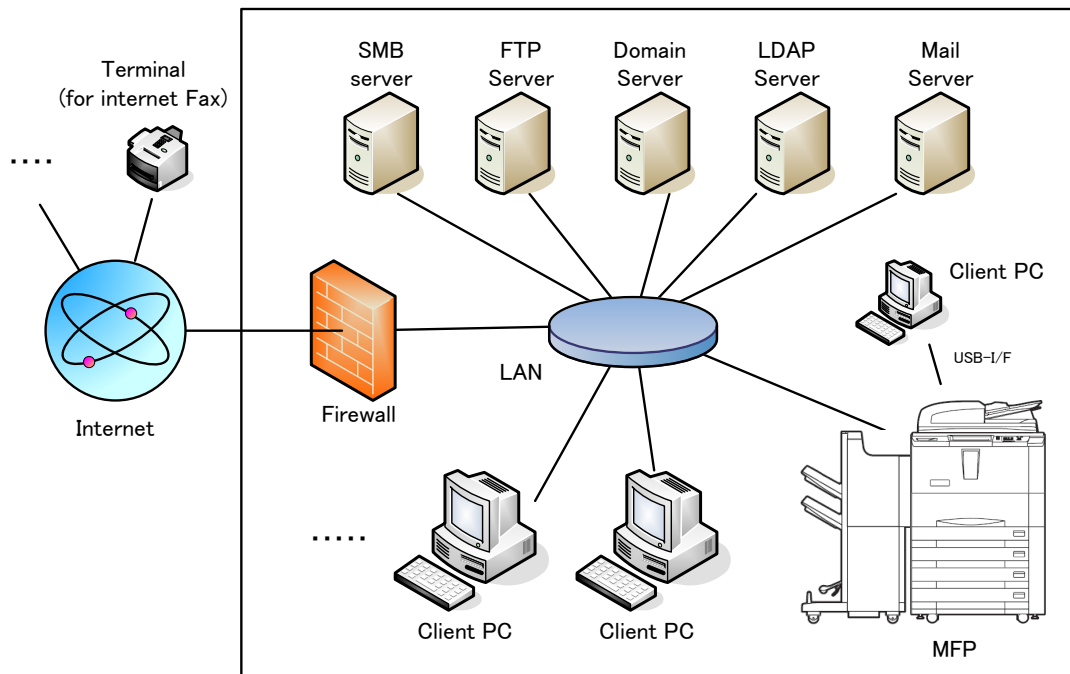 Terminal
(for internet Fax)
....
SMB
server
FTP
Server
Domain
Server
LDAP
Server
Mail
Server
Client PC
USB-I/F
LAN
Firewall
Internet
.....
Client PC
Client PC
MFP